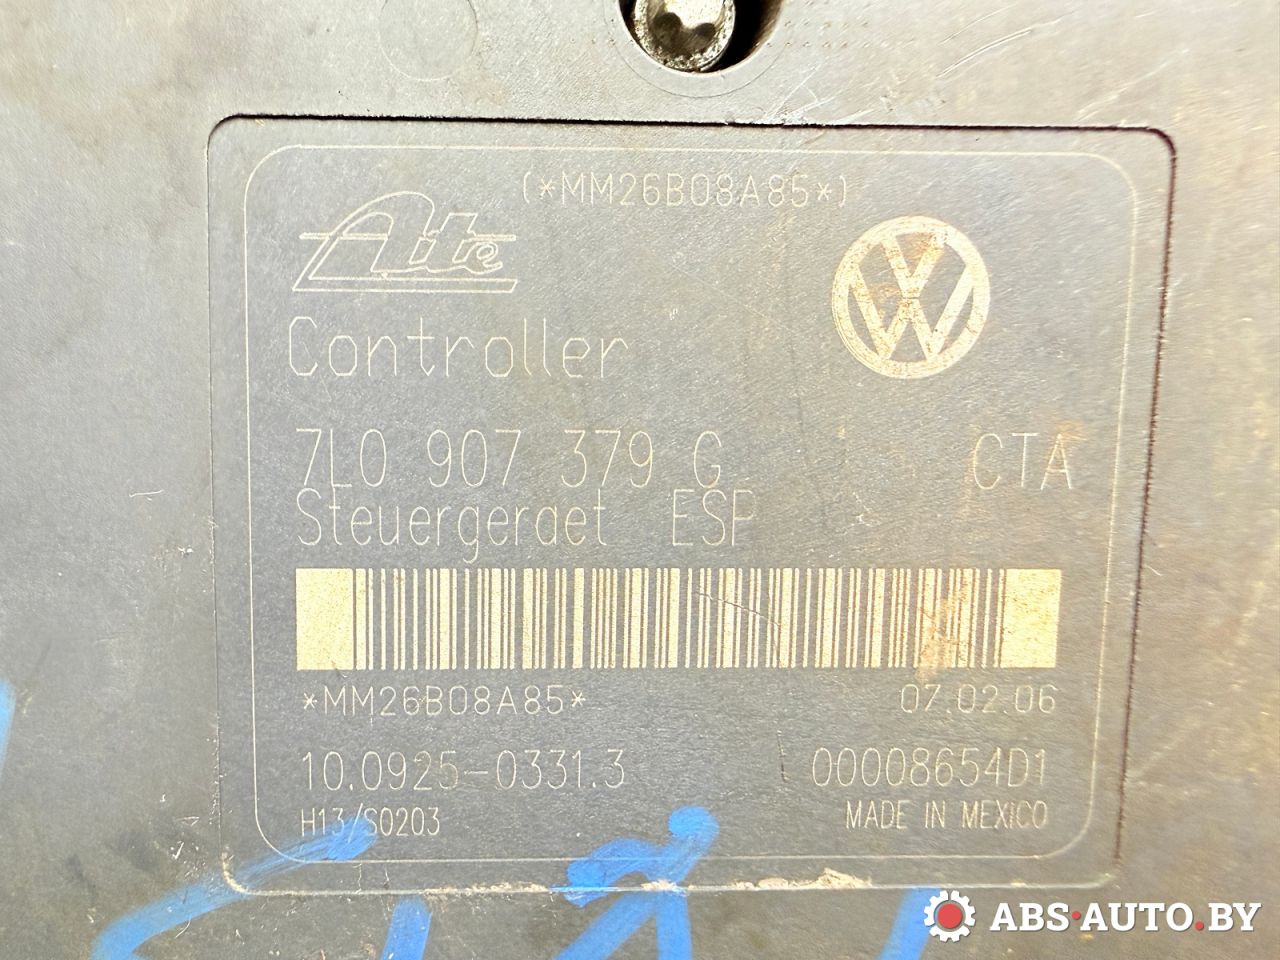 (*MM26B08A85*)
Ate
Controller
7L0 907 379 G CTA
Steuergeraet ESP
*MM26B08A85* 07.02.06
10.0925-0331.3 00008654D1
H13/S0203 MADE IN MEXICO
ABS-AUTO.BY